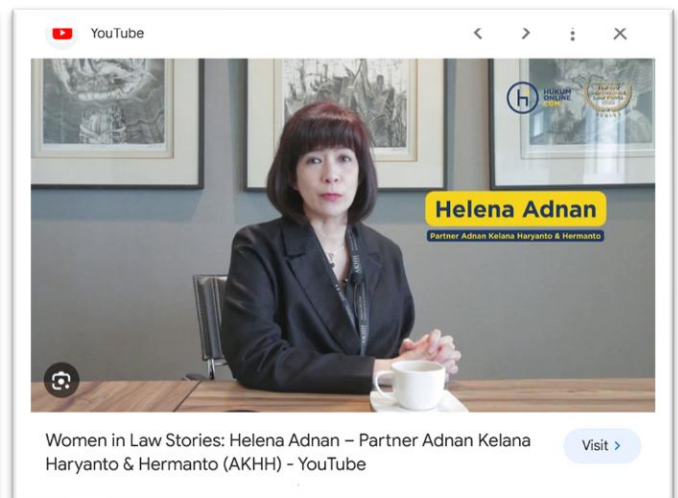 YouTube
HUKUM
ONLINE
.COM
Helena Adnan
Partner Adnan Kelana Haryanto & Hermanto
Women in Law Stories: Helena Adnan – Partner Adnan Kelana
Haryanto & Hermanto (AKHH) - YouTube
Visit >